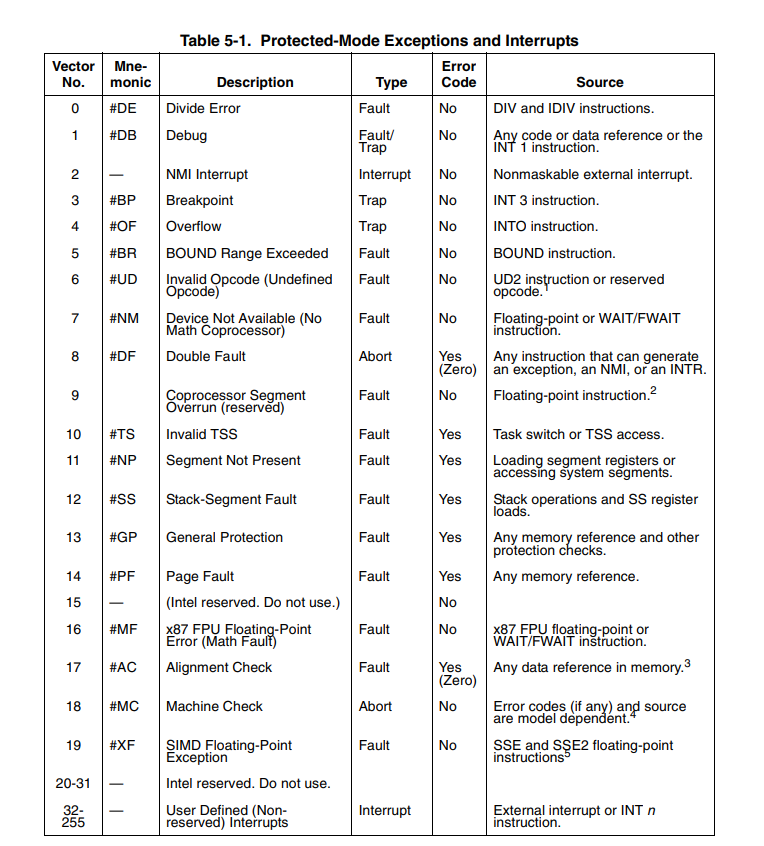 Table 5-1. Protected-Mode Exceptions and Interrupts
Vector No. Mne-monic Description Type Error Code Source
0 #DE Divide Error Fault No DIV and IDIV instructions.
1 #DB Debug Fault/ No Any code or data reference or the
Trap INT 1 instruction.
2 — NMI Interrupt Interrupt No Nonmaskable external interrupt.
3 #BP Breakpoint Trap No INT 3 instruction.
4 #OF Overflow Trap No INTO instruction.
5 #BR BOUND Range Exceeded Fault No BOUND instruction.
6 #UD Invalid Opcode (Undefined Fault No UD2 instruction or reserved
Opcode) opcode.1
7 #NM Device Not Available (No Fault No Floating-point or WAIT/FWAIT
Math Coprocessor) instruction.
8 #DF Double Fault Abort Yes Any instruction that can generate
(Zero) an exception, an NMI, or an INTR.
9 Coprocessor Segment Fault No Floating-point instruction.2
Overrun (reserved)
10 #TS Invalid TSS Fault Yes Task switch or TSS access.
11 #NP Segment Not Present Fault Yes Loading segment registers or
accessing system segments.
12 #SS Stack-Segment Fault Fault Yes Stack operations and SS register
loads.
13 #GP General Protection Fault Yes Any memory reference and other
protection checks.
14 #PF Page Fault Fault Yes Any memory reference.
15 — (Intel reserved. Do not use.) No
16 #MF x87 FPU Floating-Point Fault No x87 FPU floating-point or
Error (Math Fault) WAIT/FWAIT instruction.
17 #AC Alignment Check Fault Yes Any data reference in memory.3
(Zero)
18 #MC Machine Check Abort No Error codes (if any) and source
are model dependent.4
19 #XF SIMD Floating-Point Fault No SSE and SSE2 floating-point
Exception instructions5
20-31 — Intel reserved. Do not use.
32- — User Defined (Non- Interrupt External interrupt or INT n
255 reserved) Interrupts instruction.